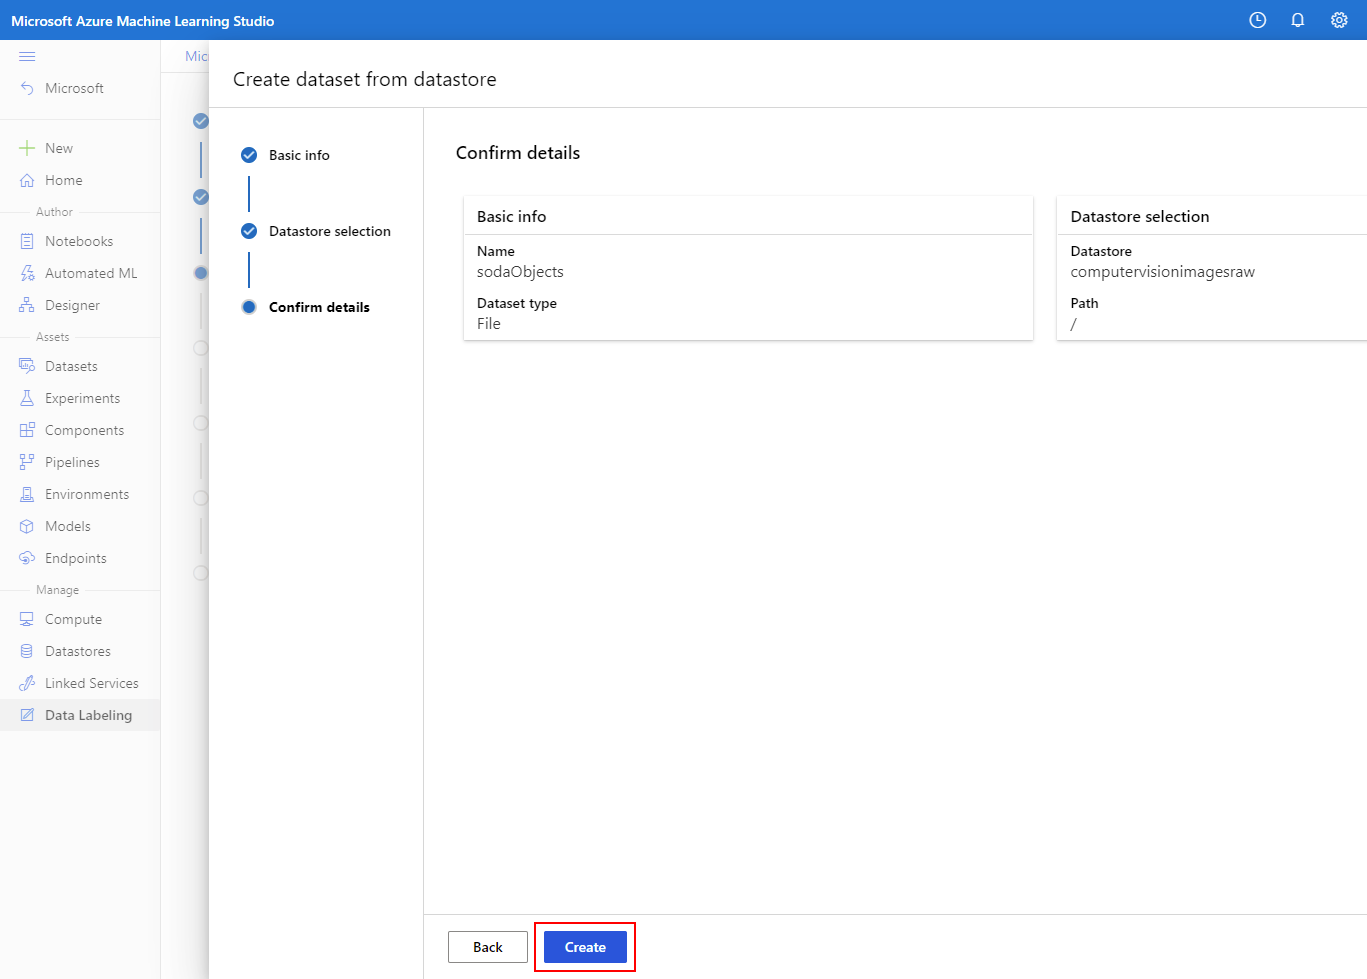 Microsoft Azure Machine Learning Studio
Mic
Microsoft
New
Home
Author
Notebooks
Automated ML
Designer
Assets
Datasets
Experiments
Components
Pipelines
Environments
Models
Endpoints
Manage
Compute
Datastores
Linked Services
Data Labeling
Create dataset from datastore
Basic info
Datastore selection
Confirm details
Confirm details
Basic info
Name
sodaObjects
Dataset type
File
Datastore selection
Datastore
computervisionimagesraw
Path
/
Back
Create